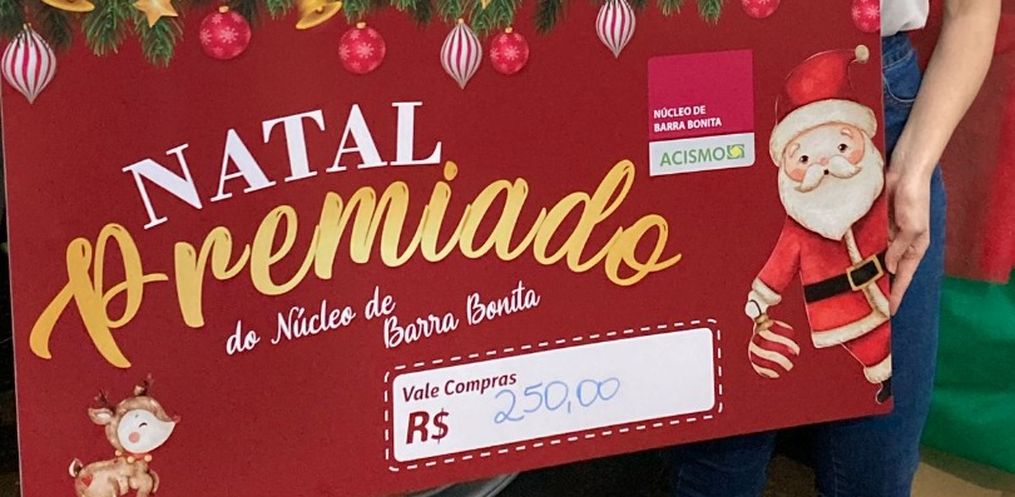 NATAL
Premiado
do Núcleo de
Barra Bonita
NÚCLEO DE
BARRA BONITA
ACISMO
Vale Compras
R$ 250,00